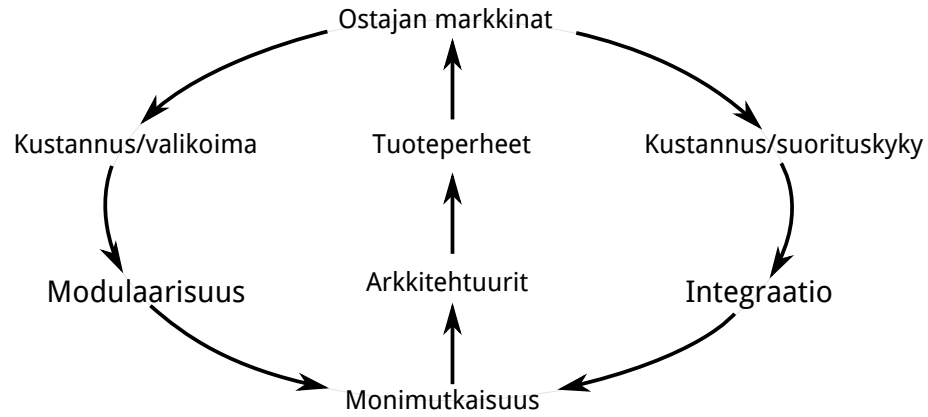 Ostajan markkinat
Kustannus/valikoima
Tuoteperheet
Kustannus/suorituskyky
Modulaarisuus
Arkkitehtuurit
Integraatio
Monimutkaisuus